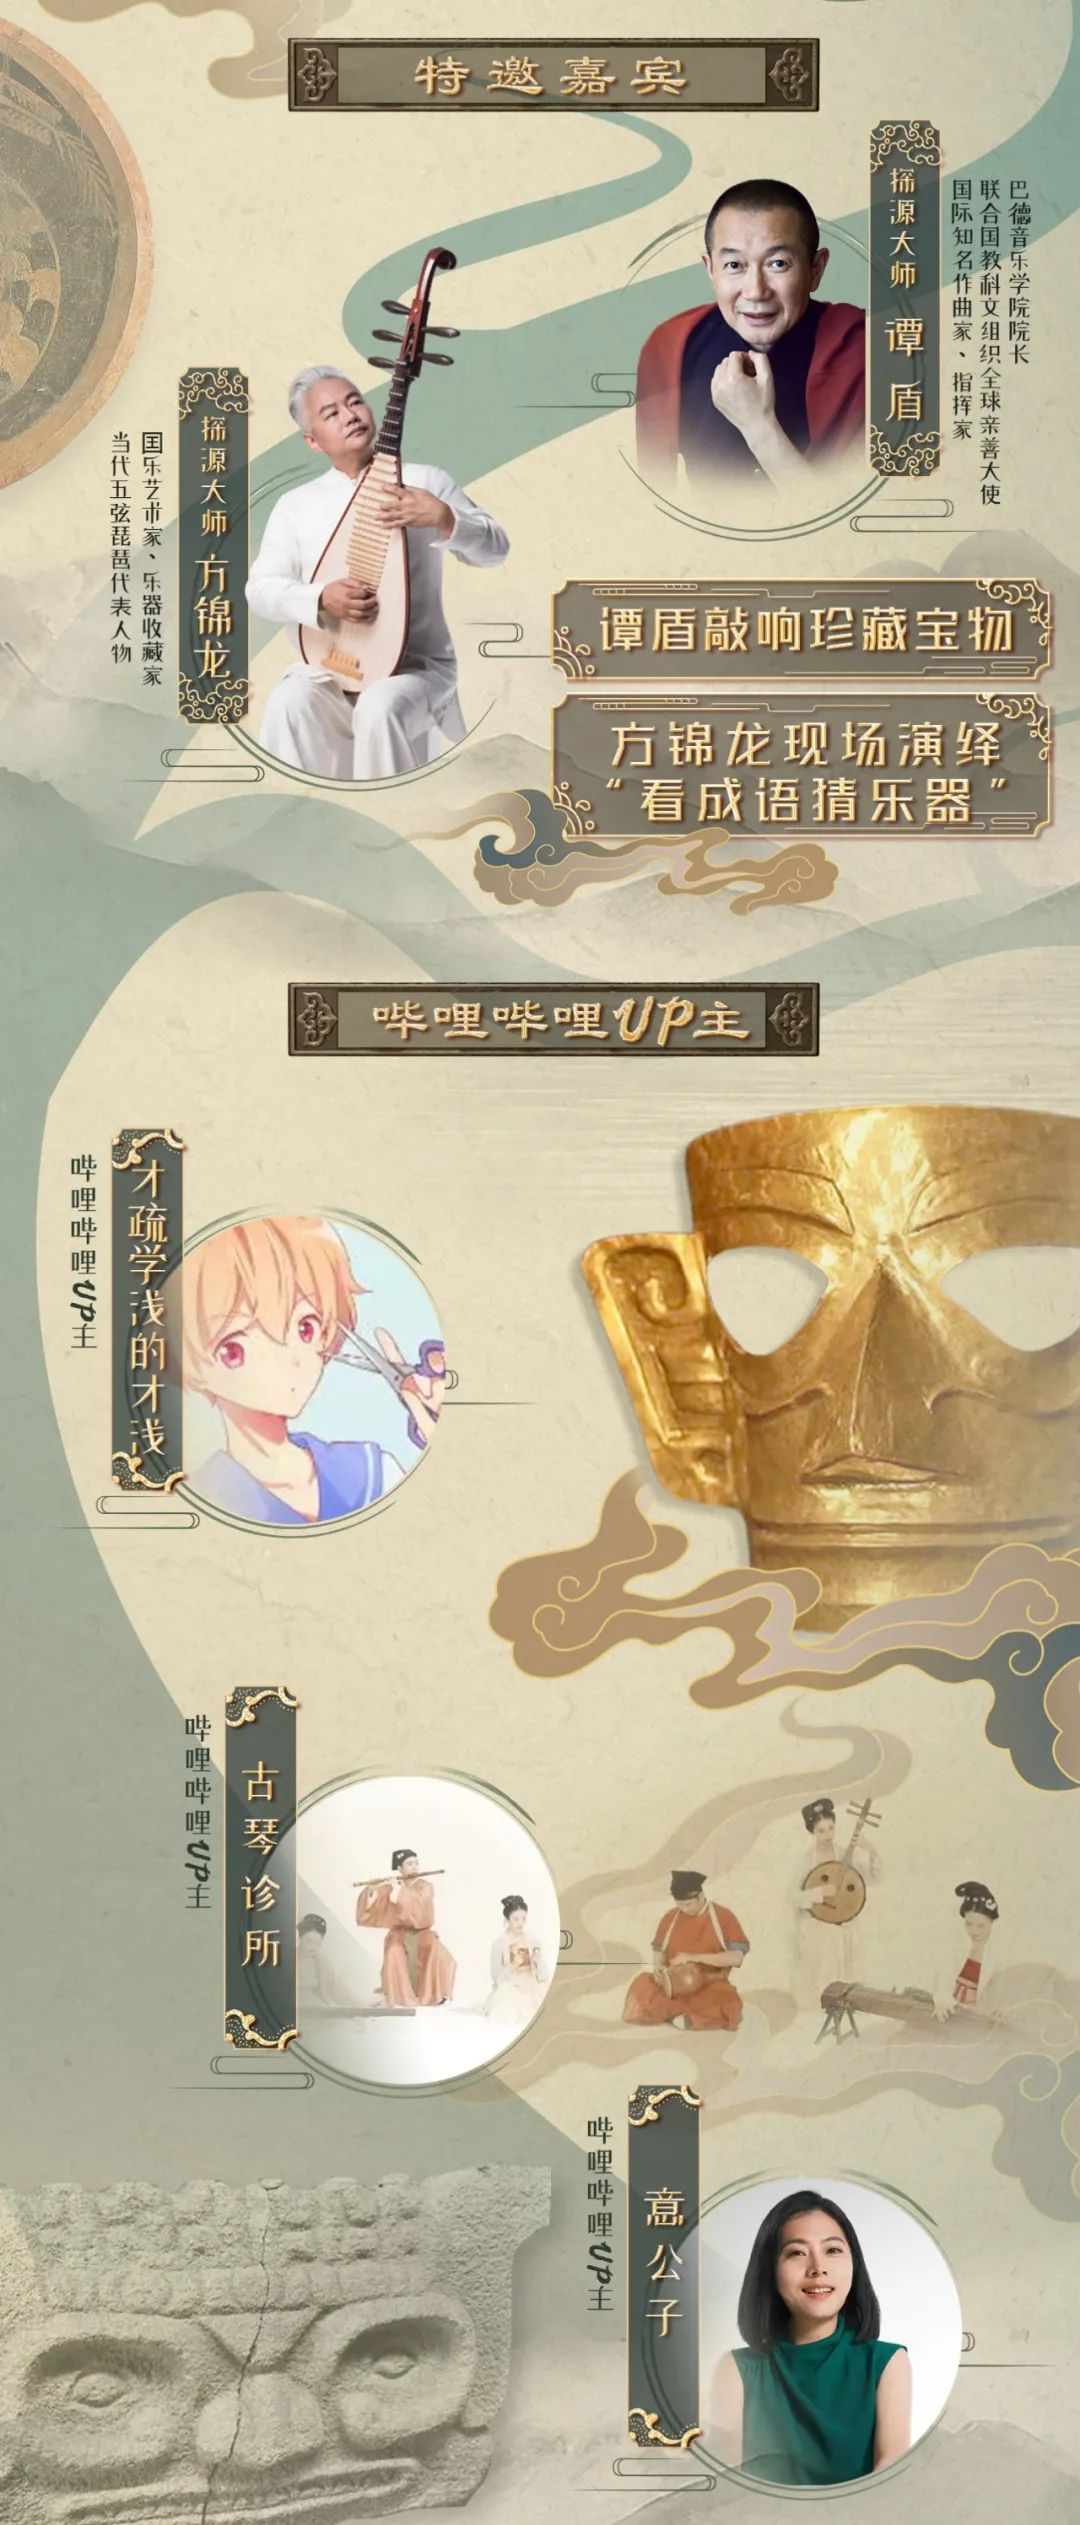 特邀嘉宾
探源大师 谭盾
巴德音乐学院院长
联合国教科文组织全球亲善大使
国际知名作曲家、指挥家
探源大师 方锦龙
国乐艺术家、乐器收藏家
当代五弦琵琶代表人物
谭盾敲响珍藏宝物
方锦龙现场演绎
“看成语猜乐器”
哔哩哔哩UP主
才疏学浅的才浅
哔哩哔哩UP主
古琴诊所
哔哩哔哩UP主
意公子
哔哩哔哩UP主